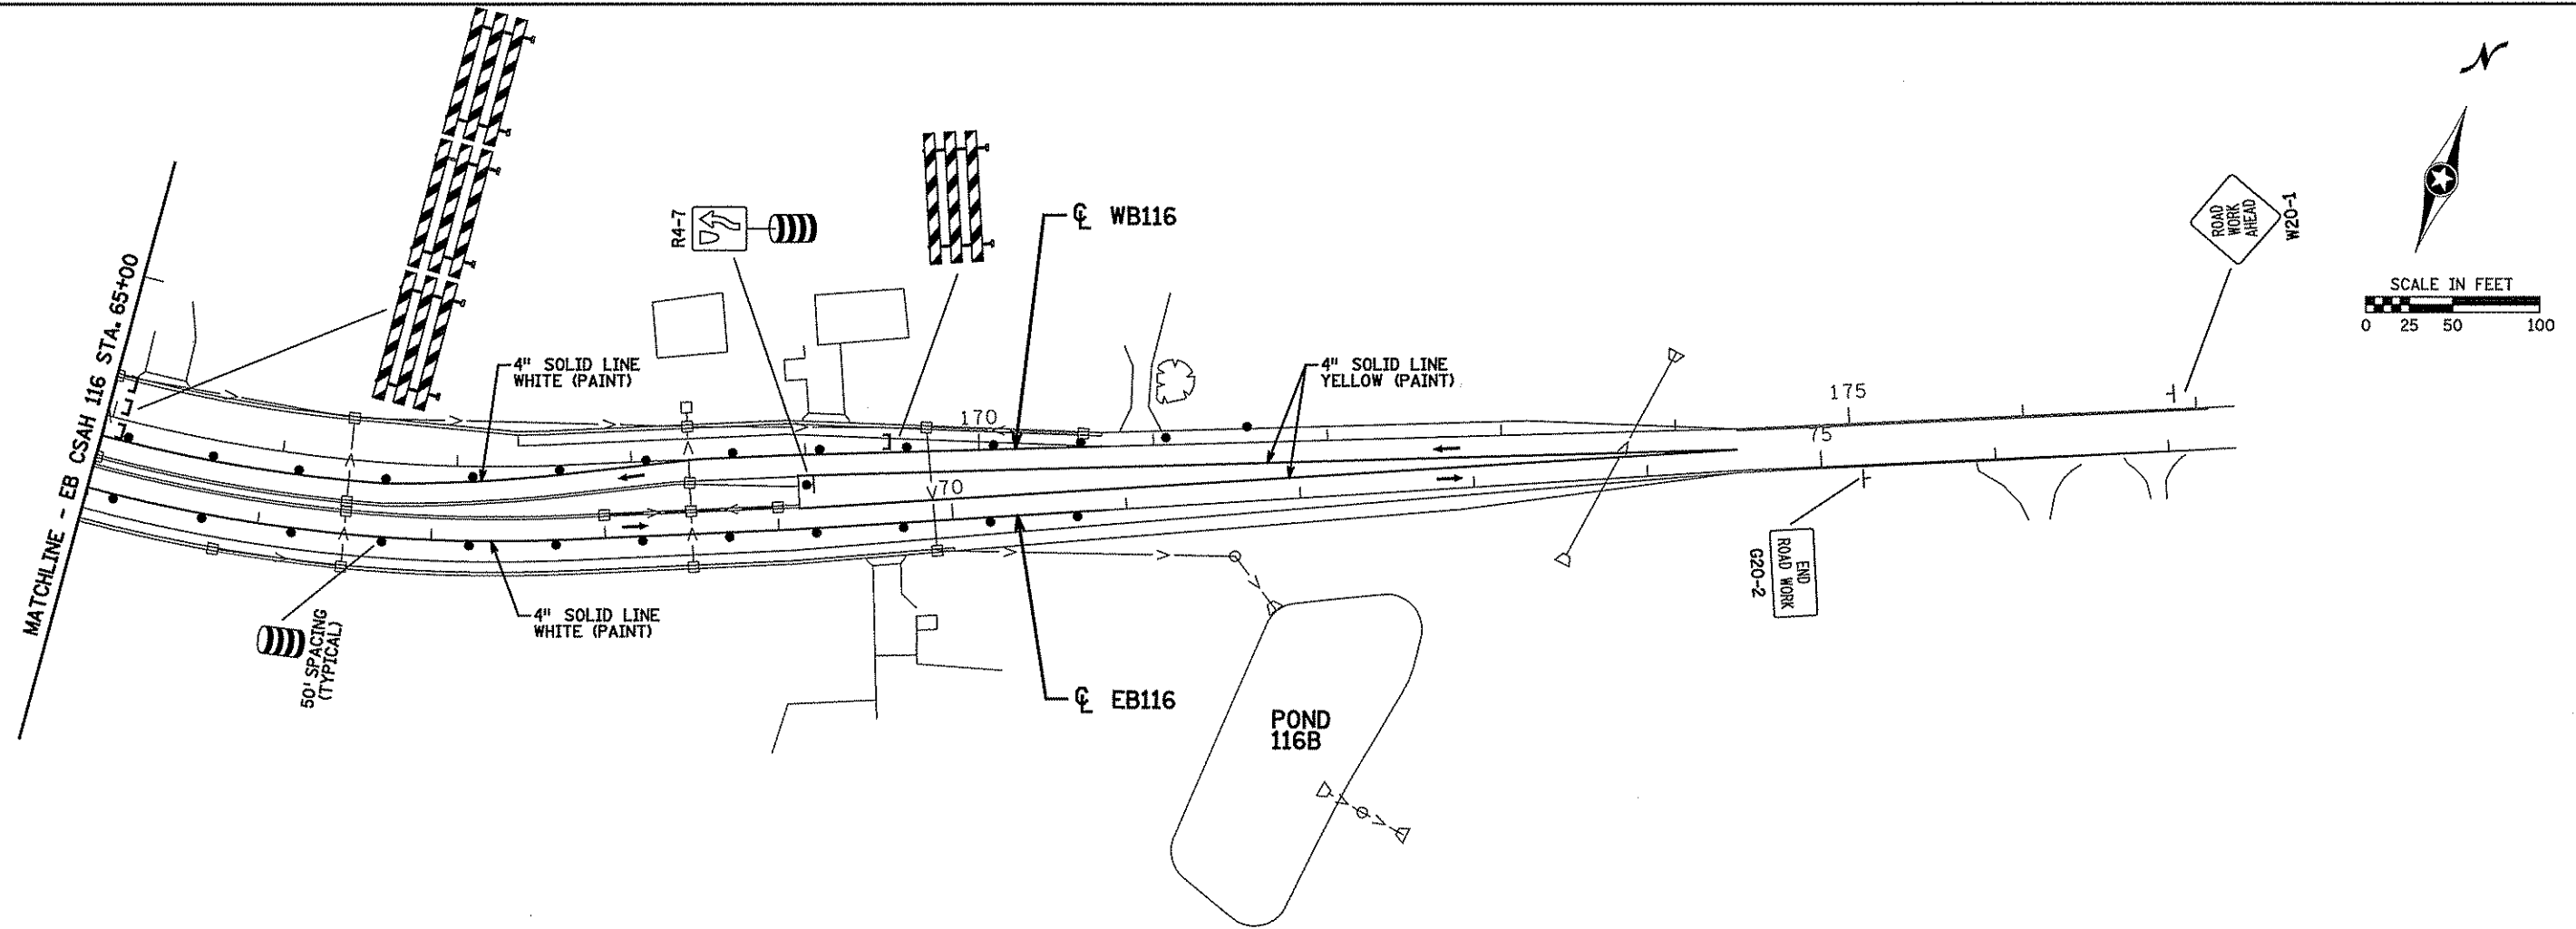 N
SCALE IN FEET
0 25 50 100
ROAD
WORK
AHEAD
W20-1
R4-7
℄ WB116
MATCHLINE - EB CSAH 116 STA. 65+00
4" SOLID LINE
WHITE (PAINT)
4" SOLID LINE
YELLOW (PAINT)
170
175
75
70
END
ROAD WORK
G20-2
4" SOLID LINE
WHITE (PAINT)
50' SPACING
(TYPICAL)
℄ EB116
POND
116B